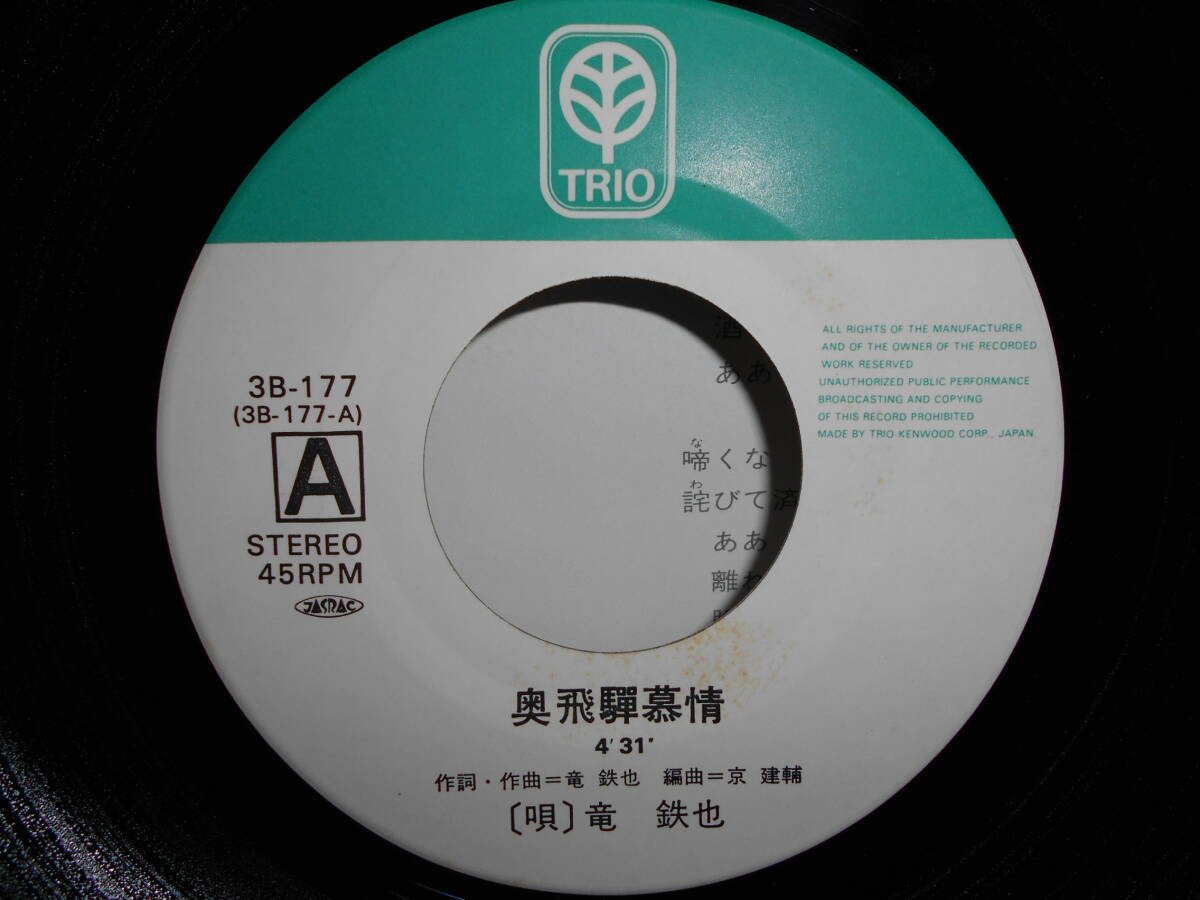 TRIO
3B-177
(3B-177-A)
A
STEREO
45RPM
JASRAC
ALL RIGHTS OF THE MANUFACTURER
AND OF THE OWNER OF THE RECORDED
WORK RESERVED
UNAUTHORIZED PUBLIC PERFORMANCE
BROADCASTING AND COPYING
OF THIS RECORD PROHIBITED
MADE BY TRIO-KENWOOD CORP., JAPAN
酒
ああ
啼くな
な
詫びて済
わ
ああ
離れ
奥飛驒慕情
4'31"
作詞・作曲=竜 鉄也 編曲=京 建輔
〔唄〕竜 鉄也